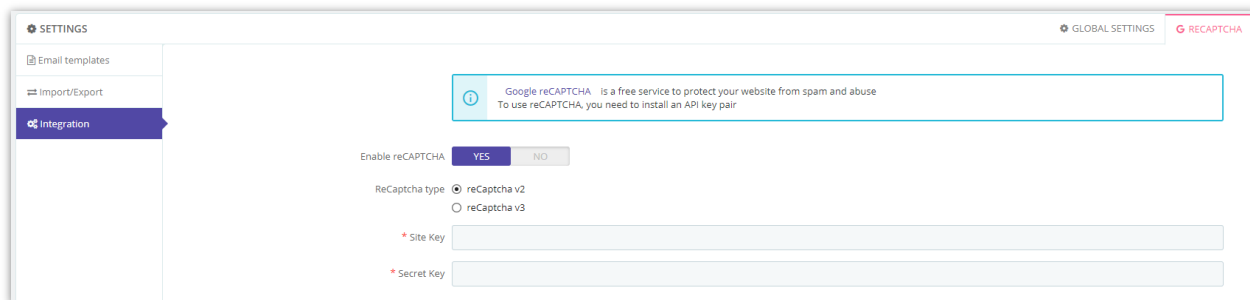 SETTINGS
GLOBAL SETTINGS
RECAPTCHA
Email templates
Import/Export
Integration
Google reCAPTCHA is a free service to protect your website from spam and abuse
To use reCAPTCHA, you need to install an API key pair
Enable reCAPTCHA YES NO
ReCaptcha type reCaptcha v2
reCaptcha v3
* Site Key
* Secret Key